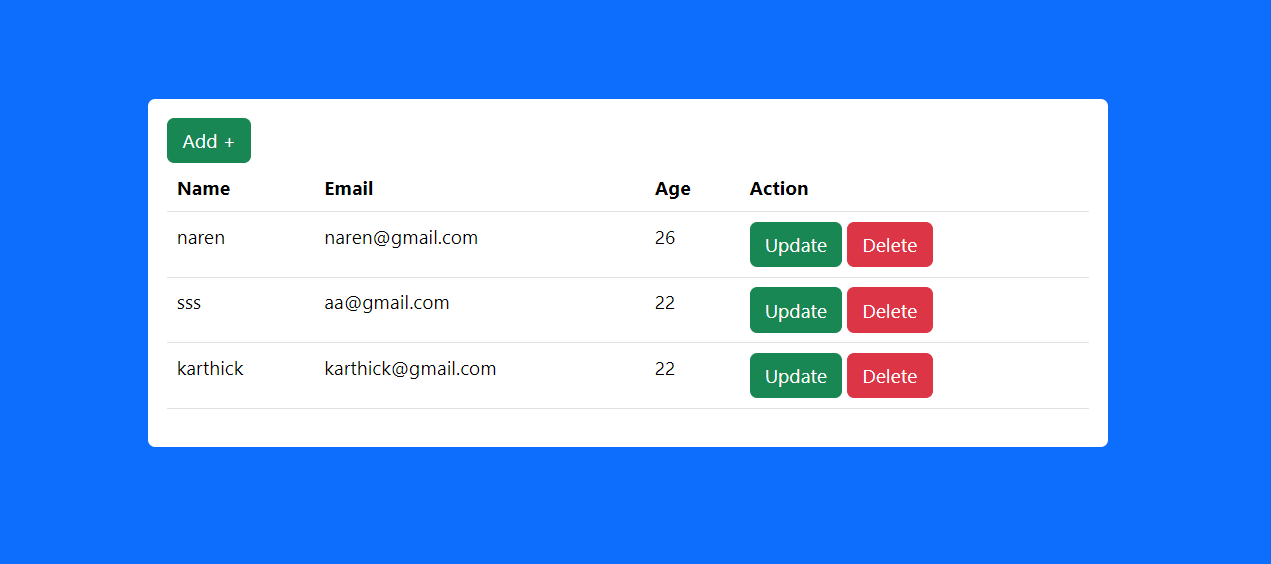 Add +
Name Email Age Action
naren naren@gmail.com 26 Update Delete
sss aa@gmail.com 22 Update Delete
karthick karthick@gmail.com 22 Update Delete